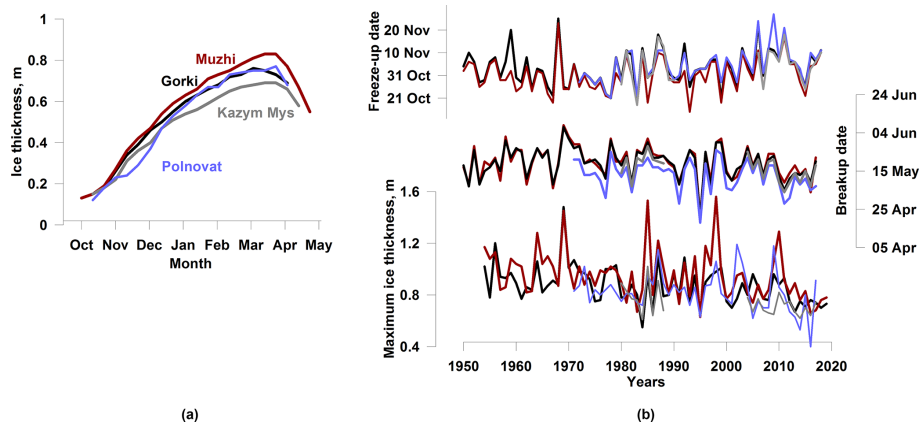 1
0.8
0.6
0.4
0.2
0
Ice thickness, m
Muzhi
Gorki
Kazym Mys
Polnovat
Oct Nov Dec Jan Feb Mar Apr May
Month
(a)
20 Nov
10 Nov
31 Oct
21 Oct
Freeze-up date
24 Jun
04 Jun
15 May
25 Apr
05 Apr
Breakup date
1.6
1.2
0.8
0.4
Maximum ice thickness, m
1950 1960 1970 1980 1990 2000 2010 2020
Years
(b)